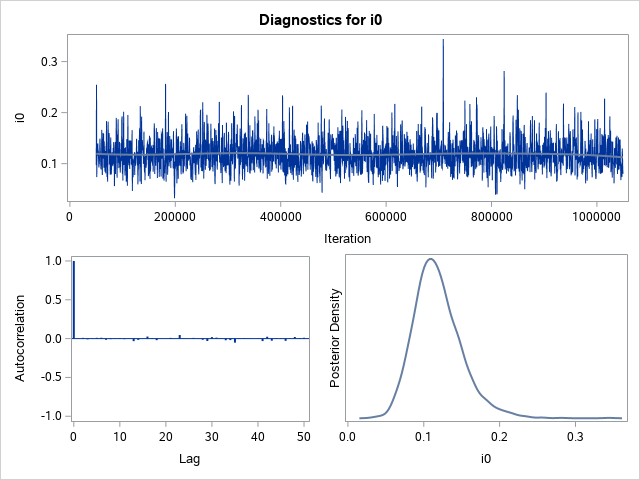 Diagnostics for i0
i0
0.3
0.2
0.1
0 200000 400000 600000 800000 1000000
Iteration
Autocorrelation
1.0
0.5
0.0
-0.5
-1.0
0 10 20 30 40 50
Lag
Posterior Density
0.0 0.1 0.2 0.3
i0